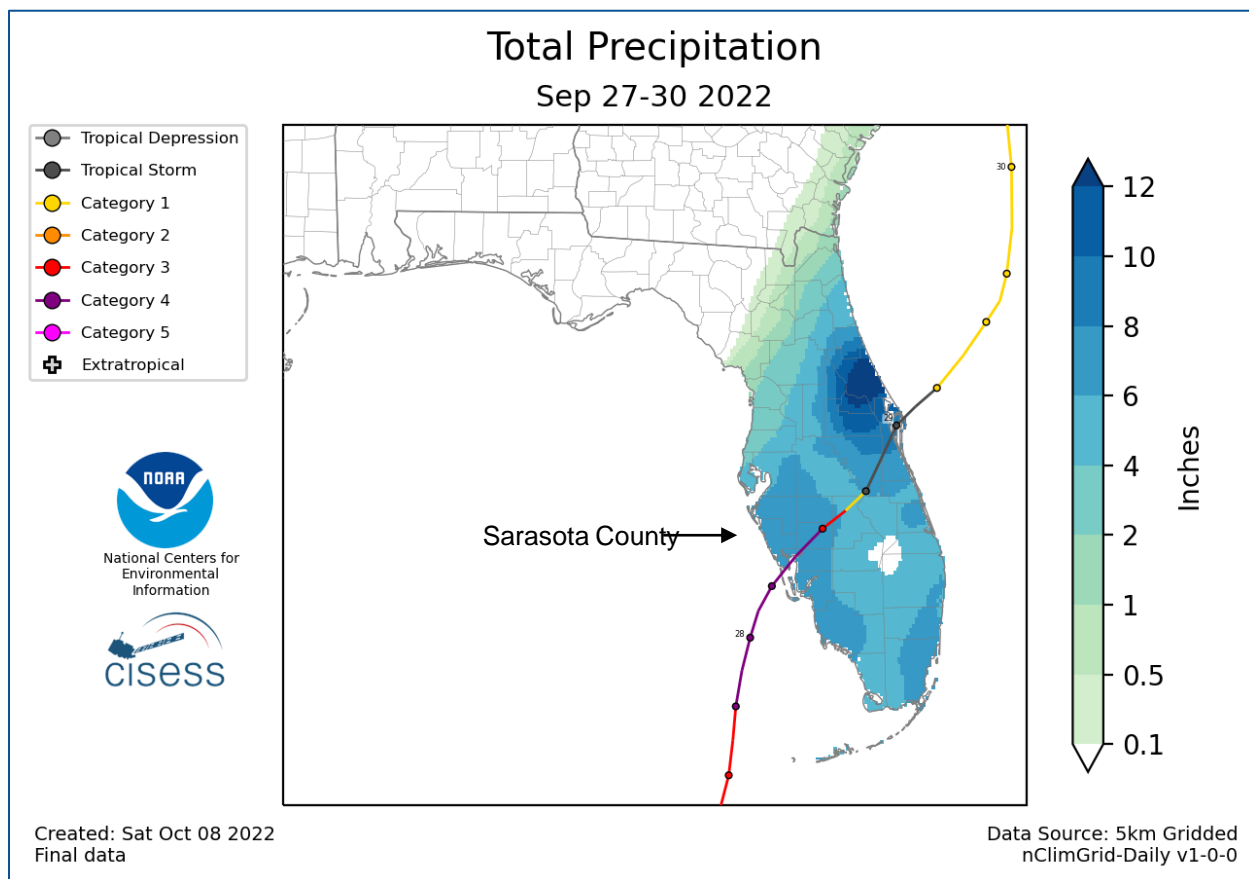 Total Precipitation
Sep 27-30 2022
Tropical Depression
Tropical Storm
Category 1
Category 2
Category 3
Category 4
Category 5
Extratropical
NOAA
National Centers for
Environmental
Information
CISESS
Sarasota County
30
29
28
12
10
8
6
4
2
1
0.5
0.1
Inches
Created: Sat Oct 08 2022
Final data
Data Source: 5km Gridded
nClimGrid-Daily v1-0-0